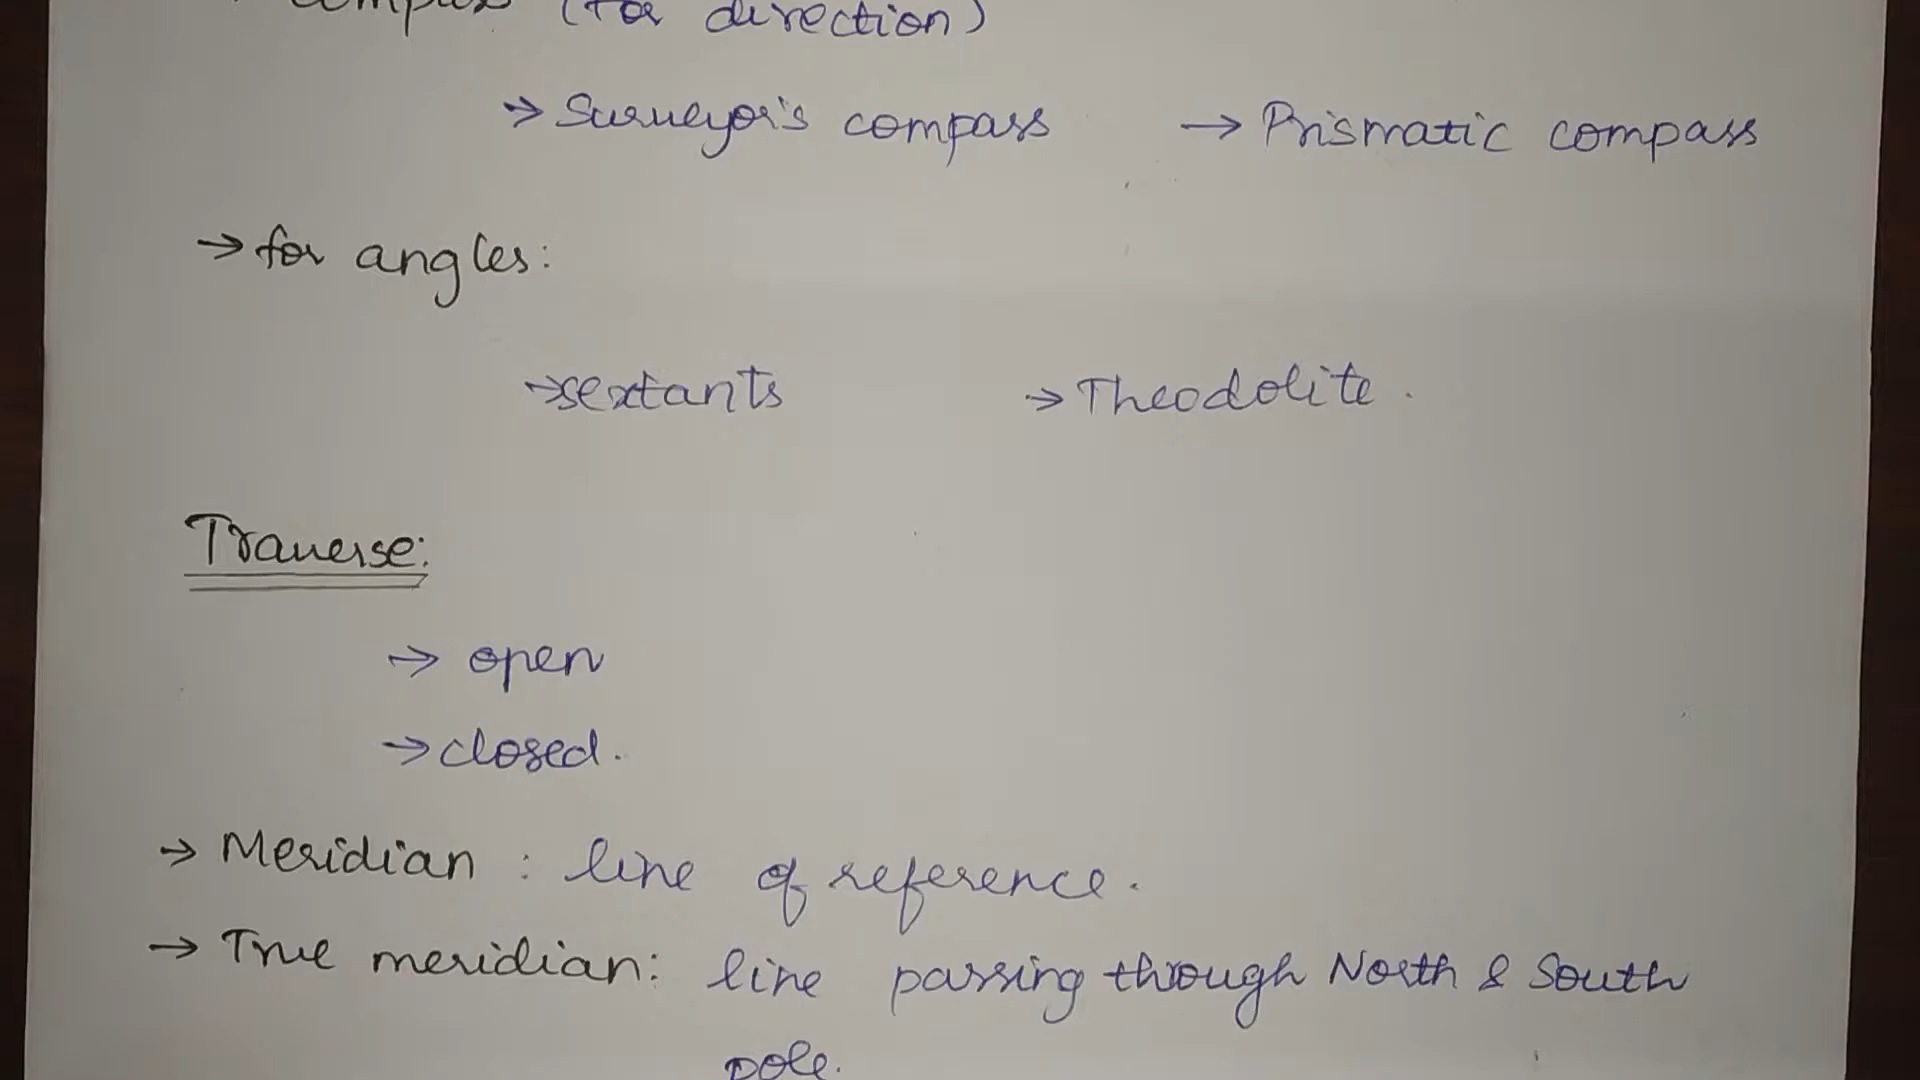 compass (for direction)
→ Surveyor's compass → Prismatic compass
→ for angles:
→ sextants → Theodolite.
Traverse:
→ open
→ closed.
→ Meridian : line of reference.
→ True meridian: line passing through North & South
pole.